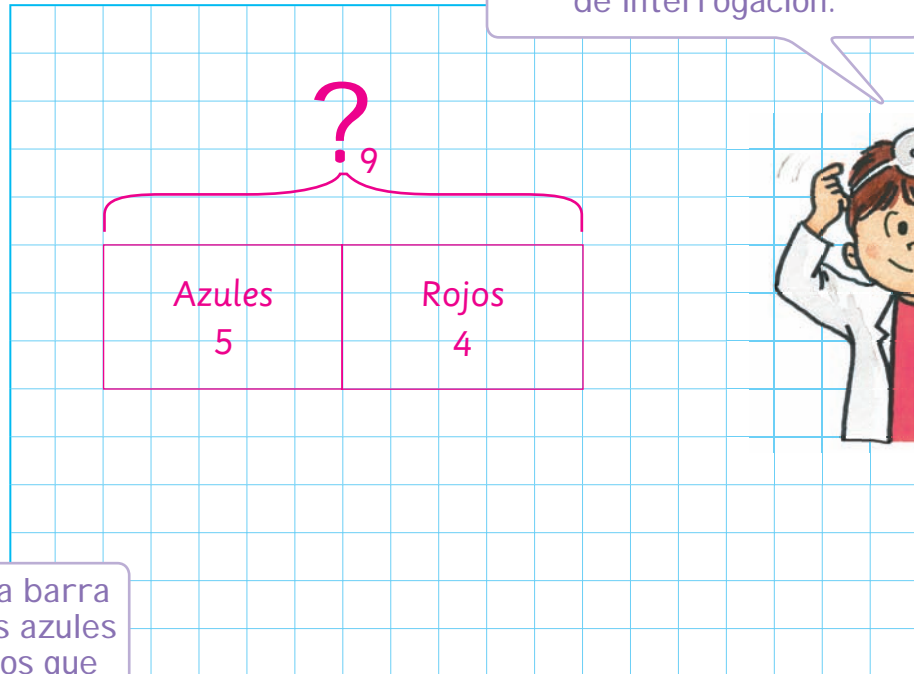 de interrogación.
?
9
Azules Rojos
5 4
a barra
s azules
os que